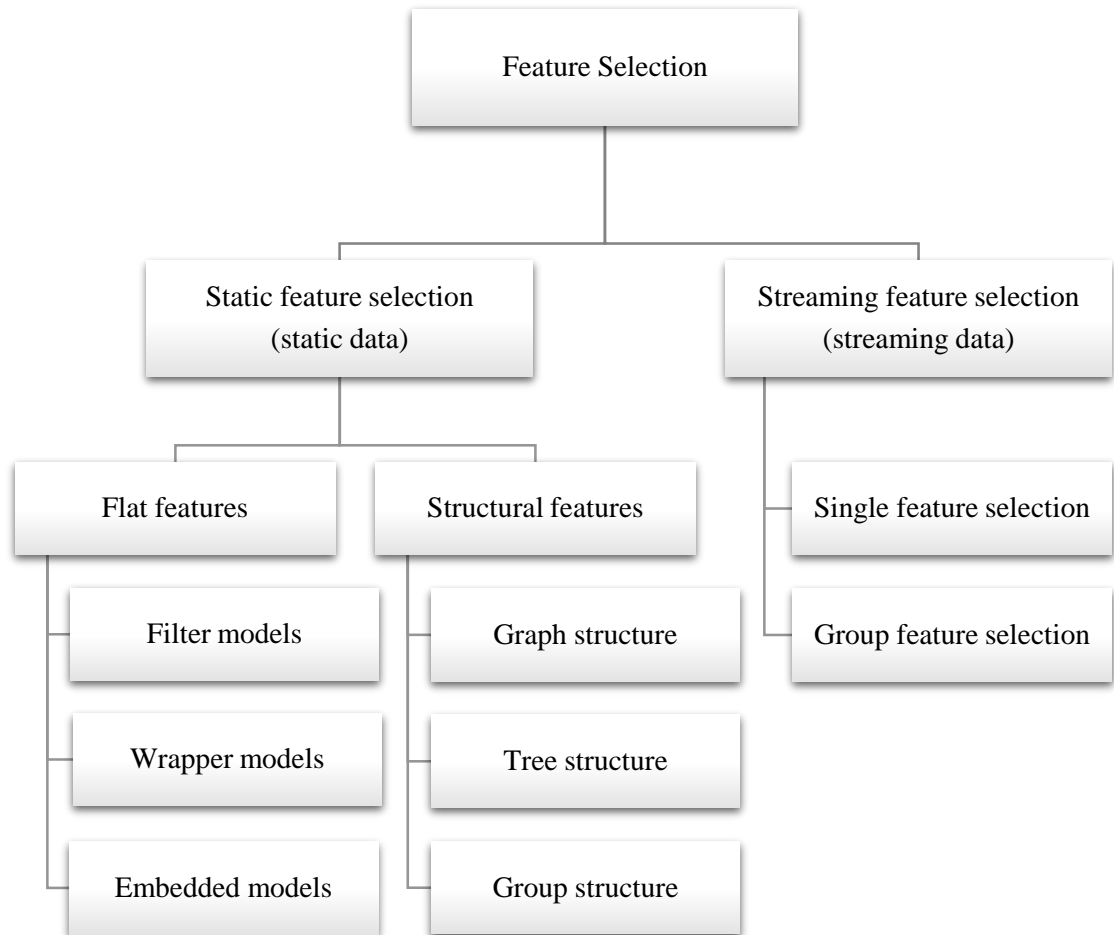 Feature Selection
Static feature selection
(static data)
Streaming feature selection
(streaming data)
Flat features
Structural features
Single feature selection
Filter models
Graph structure
Group feature selection
Wrapper models
Tree structure
Embedded models
Group structure